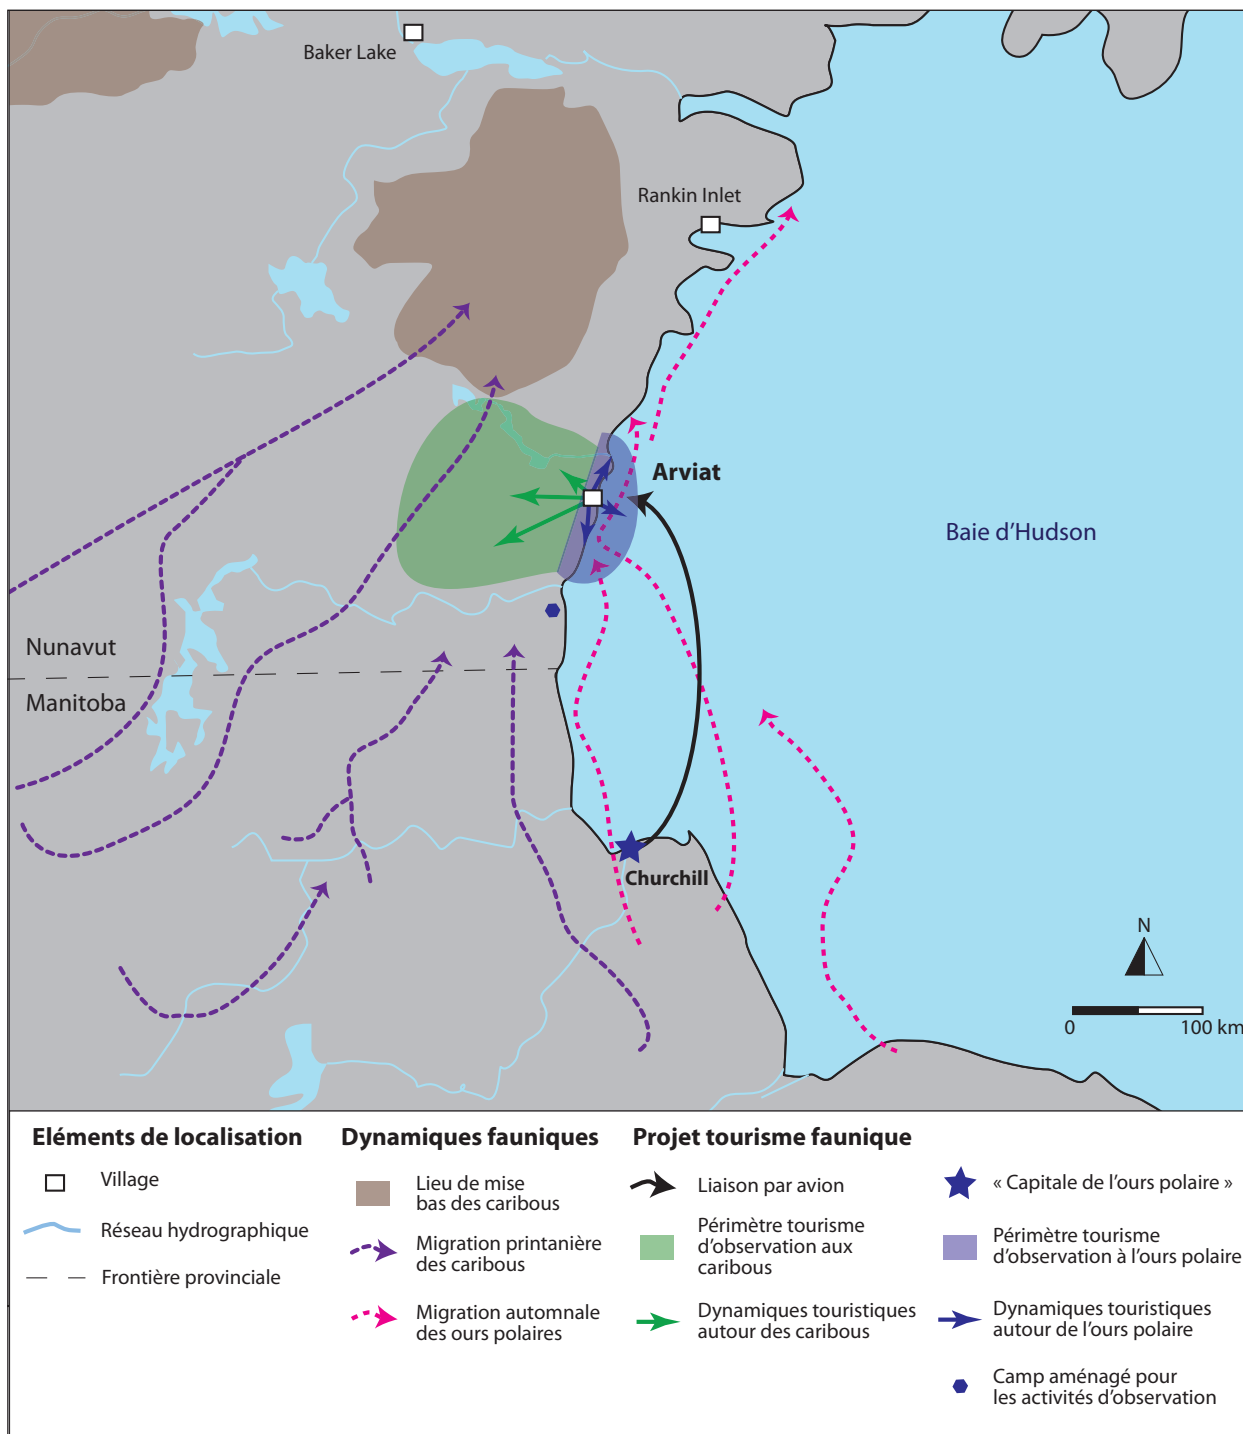 Baker Lake
Rankin Inlet
Arviat
Baie d'Hudson
Nunavut
Manitoba
Churchill
N
0 100 km
Eléments de localisation
Village
Réseau hydrographique
Frontière provinciale
Dynamiques fauniques
Lieu de mise
bas des caribous
Migration printanière
des caribous
Migration automnale
des ours polaires
Projet tourisme faunique
Liaison par avion
Périmètre tourisme
d'observation aux
caribous
Dynamiques touristiques
autour des caribous
« Capitale de l'ours polaire »
Périmètre tourisme
d'observation à l'ours polaire
Dynamiques touristiques
autour de l'ours polaire
Camp aménagé pour
les activités d'observation